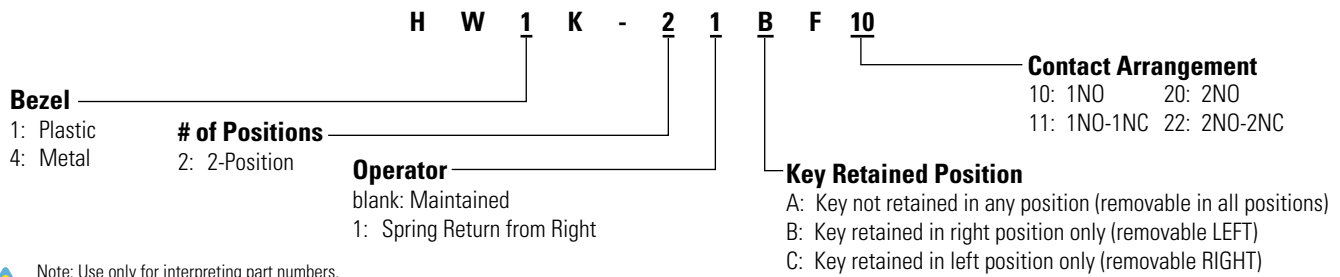 H W 1 K - 2 1 B F 10
Contact Arrangement
10: 1NO 20: 2NO
11: 1NO-1NC 22: 2NO-2NC
Bezel
1: Plastic
4: Metal
# of Positions
2: 2-Position
Operator
blank: Maintained
1: Spring Return from Right
Key Retained Position
A: Key not retained in any position (removable in all positions)
B: Key retained in right position only (removable LEFT)
C: Key retained in left position only (removable RIGHT)
Note: Use only for interpreting part numbers.